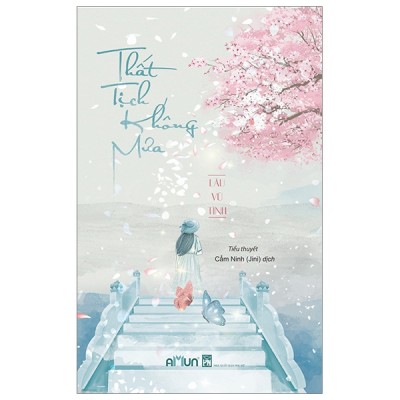 Thất
Tịch
Không
Mưa
LÂU
VŨ
TÌNH
Tiểu thuyết
Cẩm Ninh (Jini) dịch
AMUN